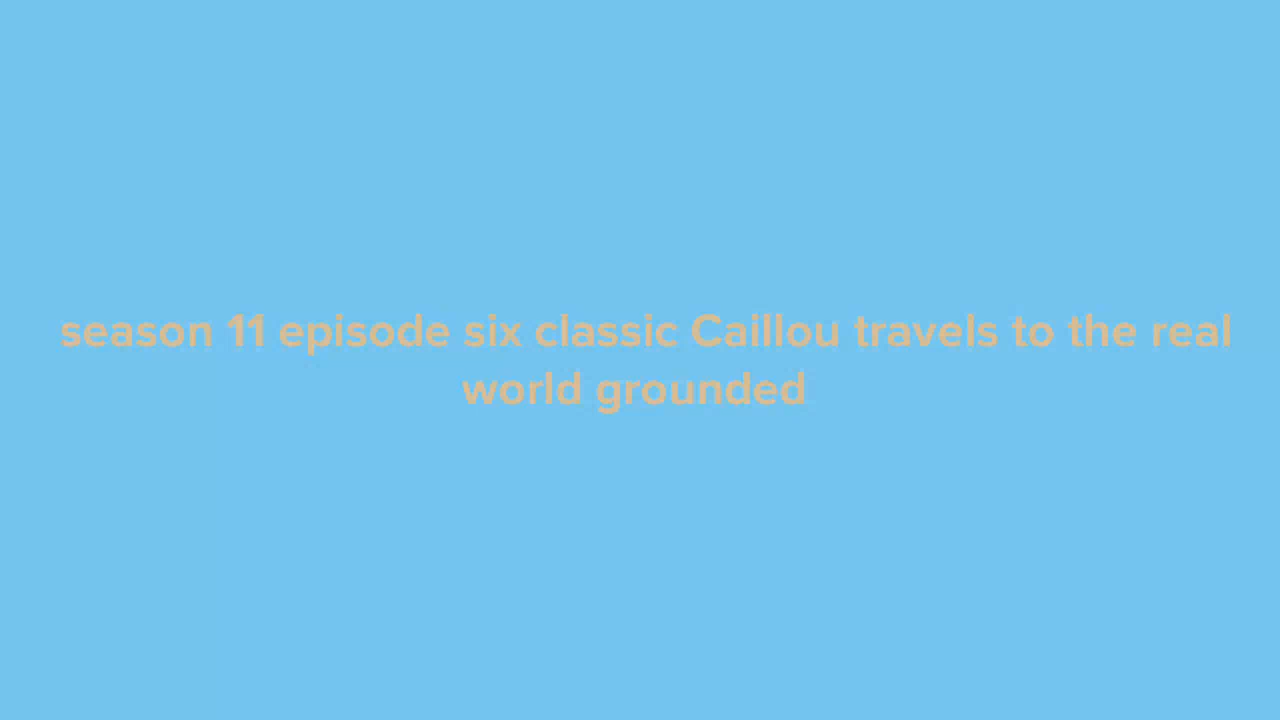 season 11 episode six classic Caillou travels to the real
world grounded